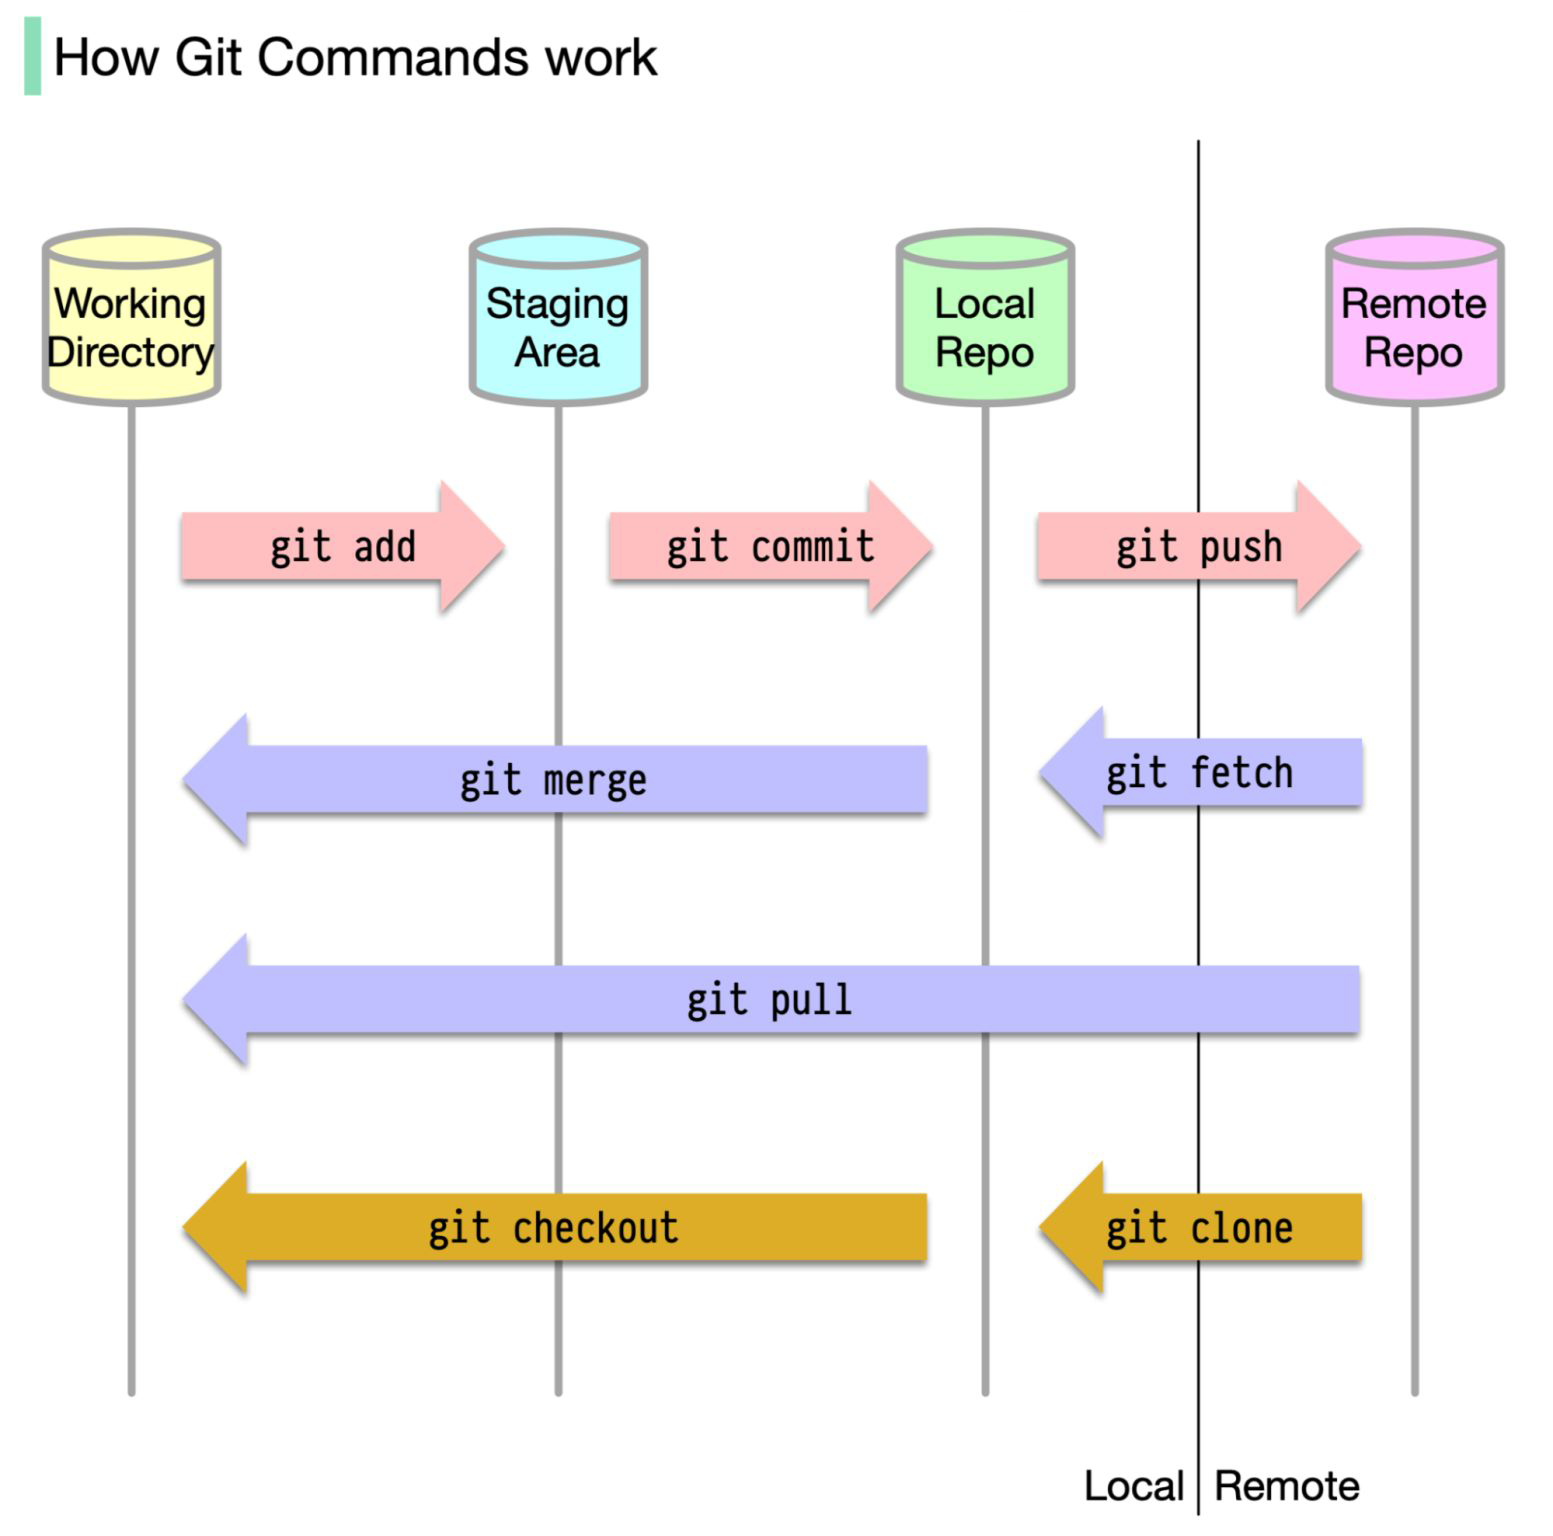 How Git Commands work
Working
Directory
Staging
Area
Local
Repo
Remote
Repo
git add
git commit
git push
git merge
git fetch
git pull
git checkout
git clone
Local
Remote